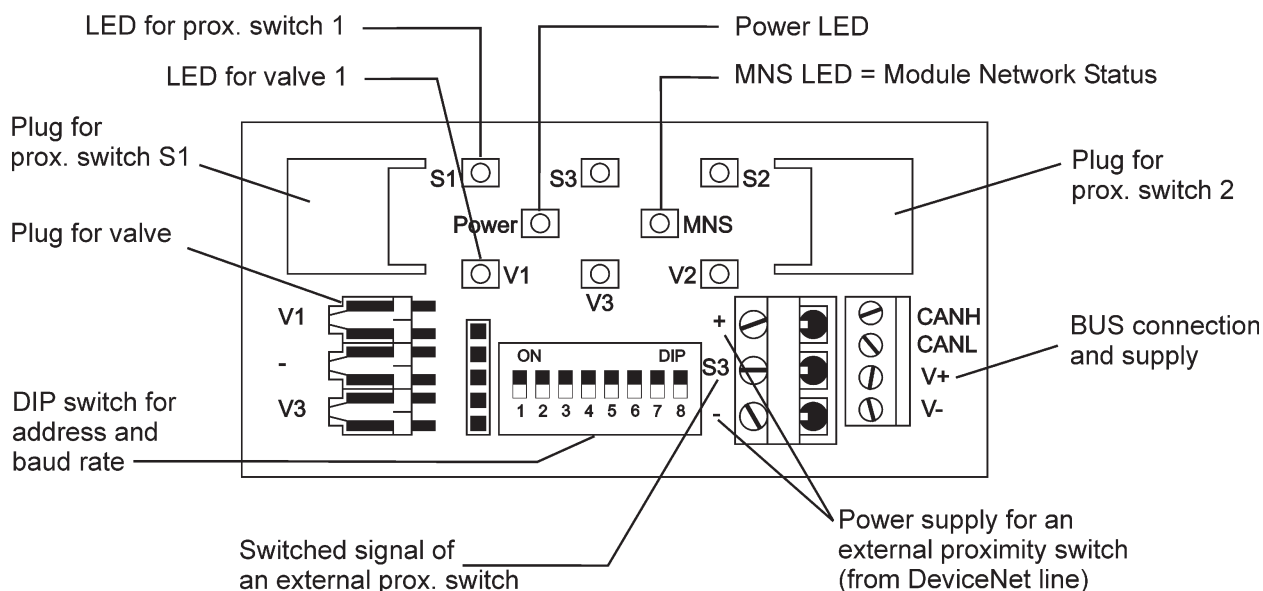 LED for prox. switch 1
Power LED
LED for valve 1
MNS LED = Module Network Status
Plug for
prox. switch S1
Plug for
prox. switch 2
S1
S3
S2
Power
MNS
Plug for valve
V1
V3
V2
V1
-
V3
ON
DIP
1 2 3 4 5 6 7 8
+
S3
-
CANH
CANL
V+
V-
BUS connection
and supply
DIP switch for
address and
baud rate
Switched signal of
an external prox. switch
Power supply for an
external proximity switch
(from DeviceNet line)